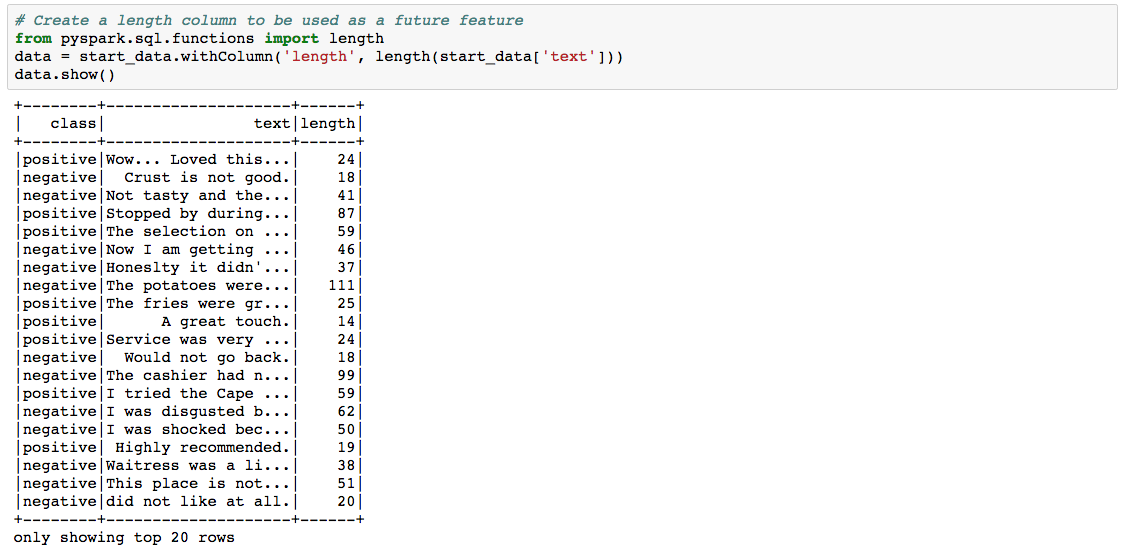 # Create a length column to be used as a future feature
from pyspark.sql.functions import length
data = start_data.withColumn('length', length(start_data['text']))
data.show()
+--------+--------------------+------+
|   class|                text|length|
+--------+--------------------+------+
|positive|Wow... Loved this...|    24|
|negative|  Crust is not good.|    18|
|negative|Not tasty and the...|    41|
|positive|Stopped by during...|    87|
|positive|The selection on ...|    59|
|negative|Now I am getting ...|    46|
|negative|Honeslty it didn'...|    37|
|negative|The potatoes were...|   111|
|positive|The fries were gr...|    25|
|positive|      A great touch.|    14|
|positive|Service was very ...|    24|
|negative|  Would not go back.|    18|
|negative|The cashier had n...|    99|
|positive|I tried the Cape ...|    59|
|negative|I was disgusted b...|    62|
|negative|I was shocked bec...|    50|
|positive| Highly recommended.|    19|
|negative|Waitress was a li...|    38|
|negative|This place is not...|    51|
|negative|did not like at all.|    20|
+--------+--------------------+------+
only showing top 20 rows